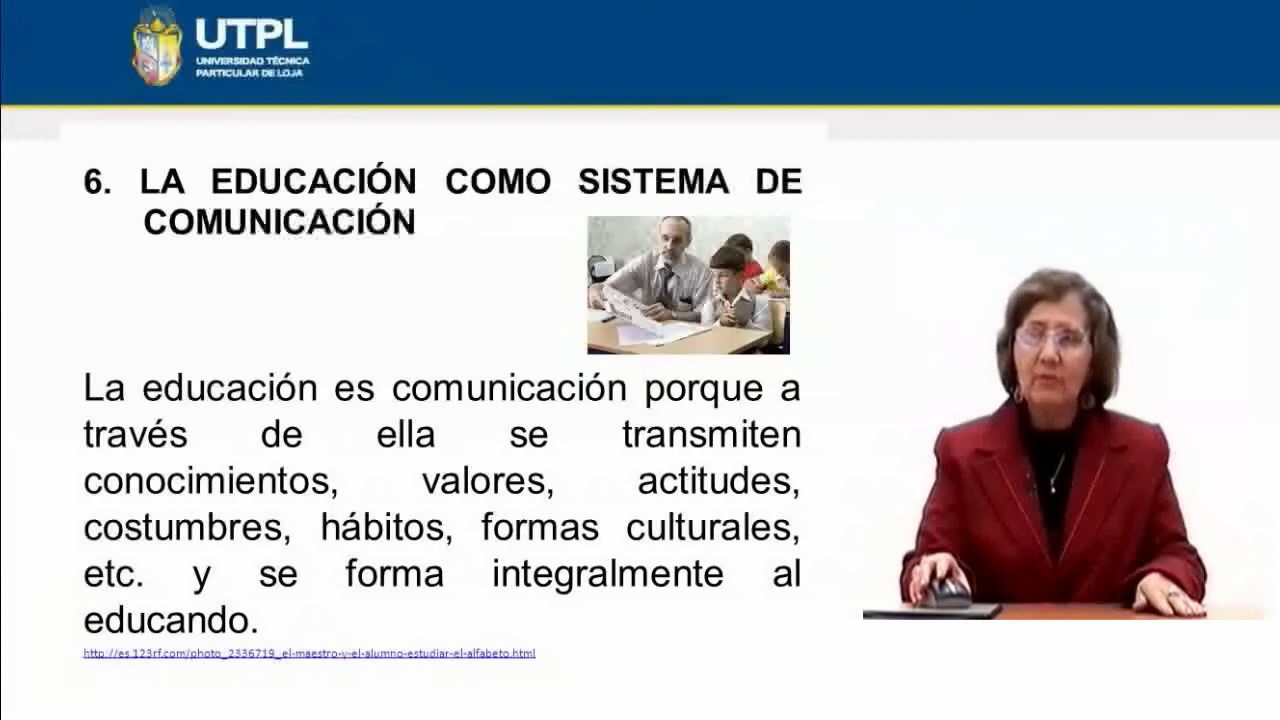 UTPL
UNIVERSIDAD TÉCNICA
PARTICULAR DE LOJA
6. LA EDUCACIÓN COMO SISTEMA DE
COMUNICACIÓN
La educación es comunicación porque a
través de ella se transmiten
conocimientos, valores, actitudes,
costumbres, hábitos, formas culturales,
etc. y se forma integralmente al
educando.
http://es.123rf.com/photo_2336719_el-maestro-y-el-alumno-estudiar-el-alfabeto.html